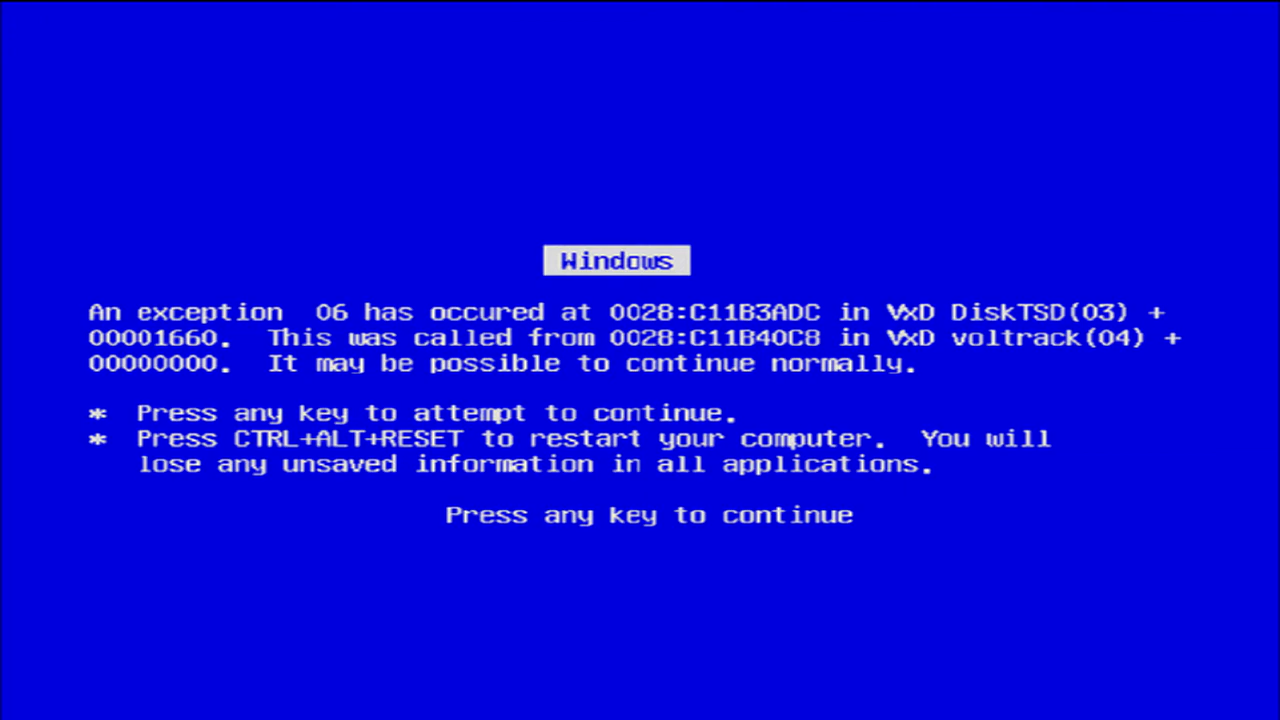 Windows
An exception  06 has occured at 0028:C11B3ADC in VxD DiskTSD(03) +
00001660.  This was called from 0028:C11B40C8 in VxD voltrack(04) +
00000000.  It may be possible to continue normally.
*  Press any key to attempt to continue.
*  Press CTRL+ALT+RESET to restart your computer.  You will
lose any unsaved information in all applications.
Press any key to continue